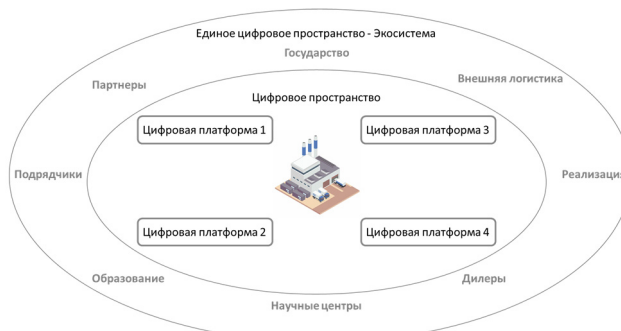 Единое цифровое пространство - Экосистема
Государство
Партнеры
Внешняя логистика
Цифровое пространство
Цифровая платформа 1
Цифровая платформа 3
Подрядчики
Реализация
Цифровая платформа 2
Цифровая платформа 4
Образование
Дилеры
Научные центры